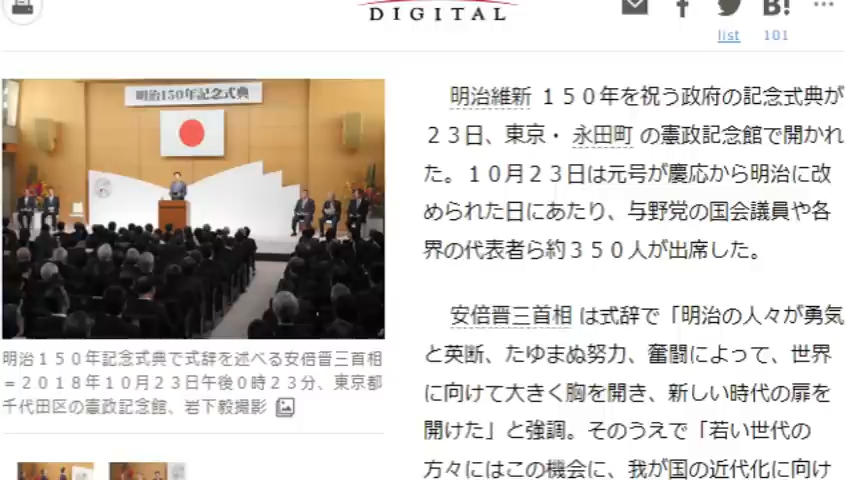 DIGITAL
B!
list
101
明治150年記念式典
明治１５０年記念式典で式辞を述べる安倍晋三首相
＝２０１８年１０月２３日午後０時２３分、東京都
千代田区の憲政記念館、岩下毅撮影
明治維新１５０年を祝う政府の記念式典が
２３日、東京・永田町の憲政記念館で開かれ
た。１０月２３日は元号が慶応から明治に改
められた日にあたり、与野党の国会議員や各
界の代表者ら約３５０人が出席した。
安倍晋三首相は式辞で「明治の人々が勇気
と英断、たゆまぬ努力、奮闘によって、世界
に向けて大きく胸を開き、新しい時代の扉を
開けた」と強調。そのうえで「若い世代の
方々にはこの機会に、我が国の近代化に向け